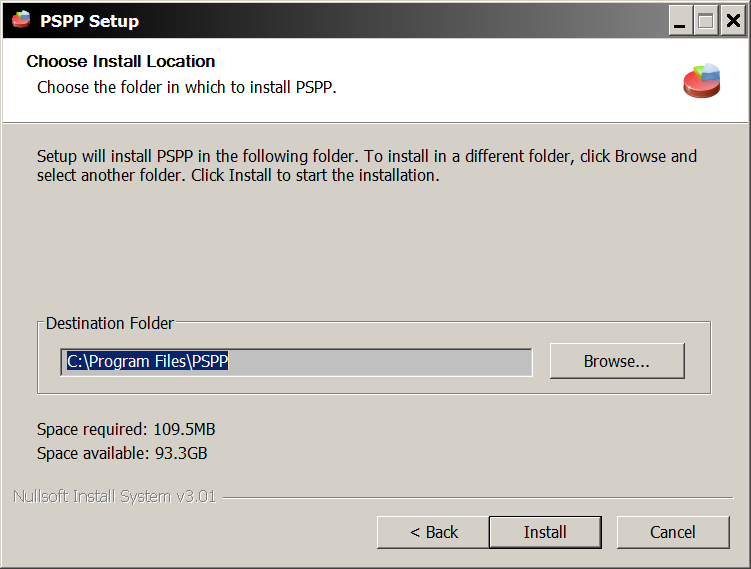 PSPP Setup
Choose Install Location
Choose the folder in which to install PSPP.
Setup will install PSPP in the following folder. To install in a different folder, click Browse and
select another folder. Click Install to start the installation.
Destination Folder
C:\Program Files\PSPP
Browse...
Space required: 109.5MB
Space available: 93.3GB
Nullsoft Install System v3.01
< Back
Install
Cancel